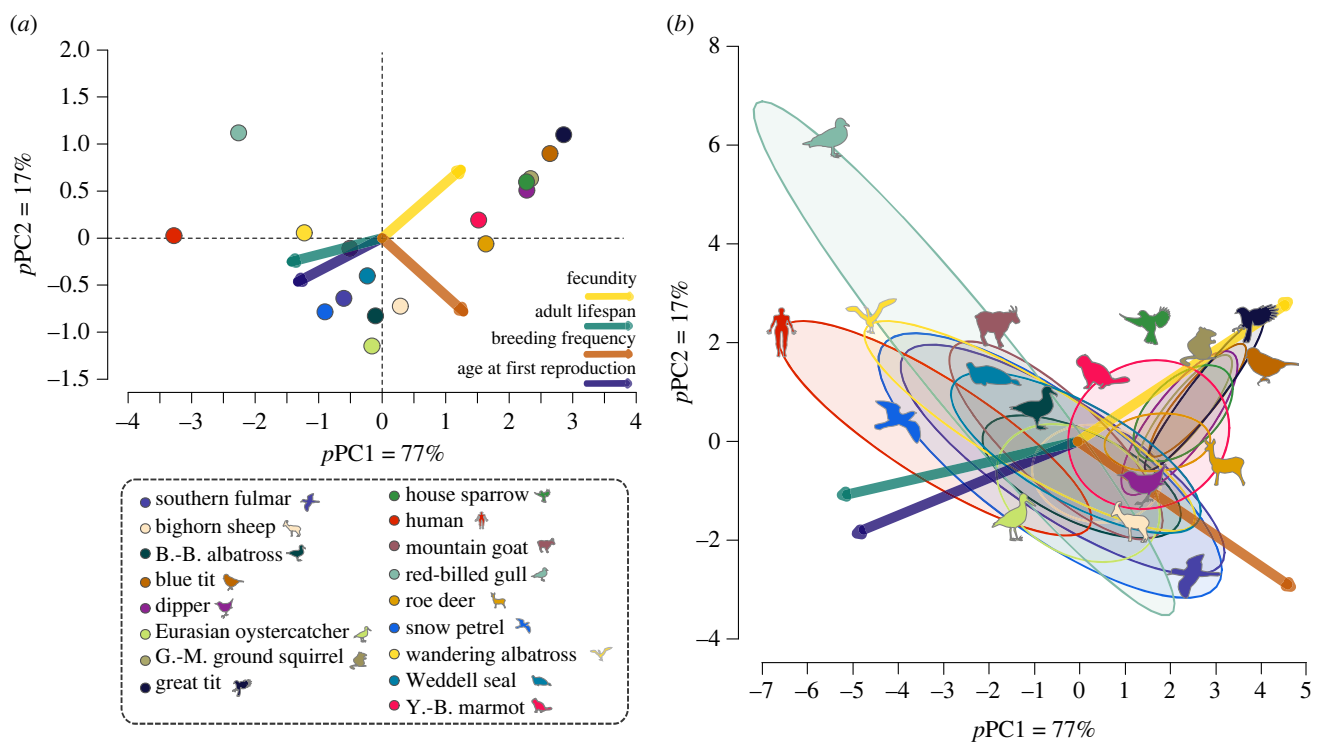 (a)
2.0
1.5
1.0
0.5
0
–0.5
–1.0
–1.5
pPC2 = 17%
–4 –3 –2 –1 0 1 2 3 4
pPC1 = 77%
fecundity
adult lifespan
breeding frequency
age at first reproduction
southern fulmar
bighorn sheep
B.-B. albatross
blue tit
dipper
Eurasian oystercatcher
G.-M. ground squirrel
great tit
house sparrow
human
mountain goat
red-billed gull
roe deer
snow petrel
wandering albatross
Weddell seal
Y.-B. marmot
(b)
8
6
4
2
0
–2
–4
pPC2 = 17%
–7 –6 –5 –4 –3 –2 –1 0 1 2 3 4 5
pPC1 = 77%